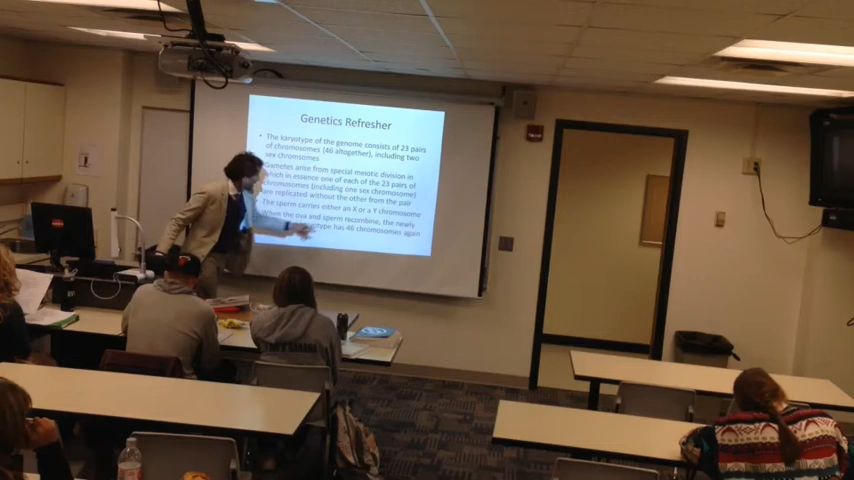 Genetics Refresher
• The karyotype of the genome consists of 23 pairs
of chromosomes (46 altogether), including two
sex chromsomes
Gametes arise from special meiotic division in
which in essence one of each of the 23 pairs of
chromosomes (including one sex chromosome)
are replicated without the other from the pair
The sperm carries either an X or a Y chromosome
When the ova and sperm recombine, the newly
has 46 chromosomes again